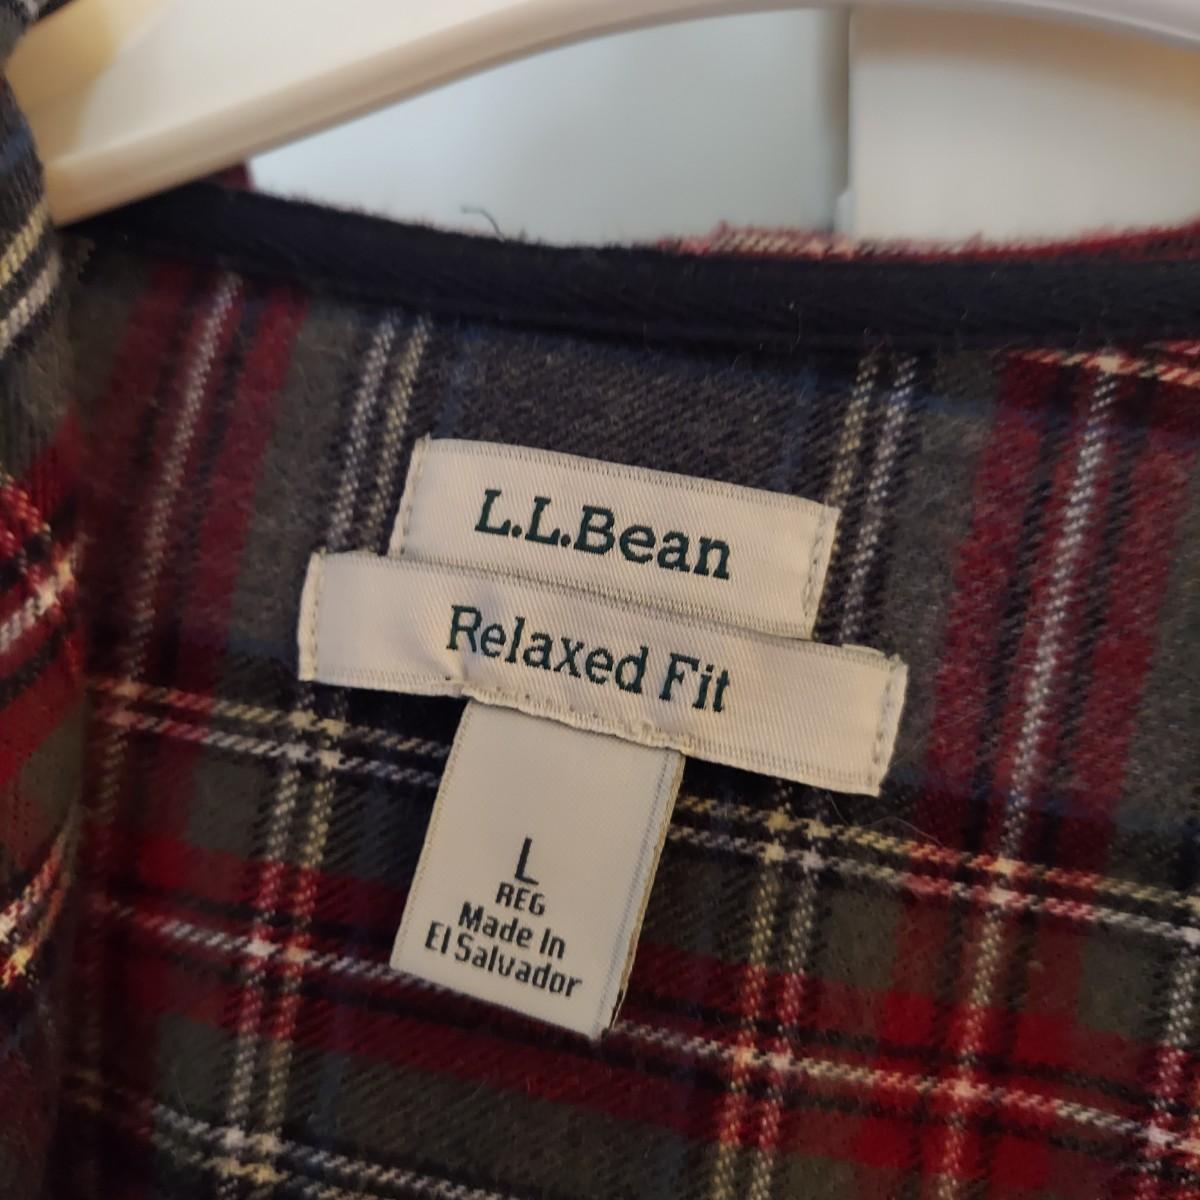 L.L.Bean
Relaxed Fit
L
REG
Made In
El Salvador